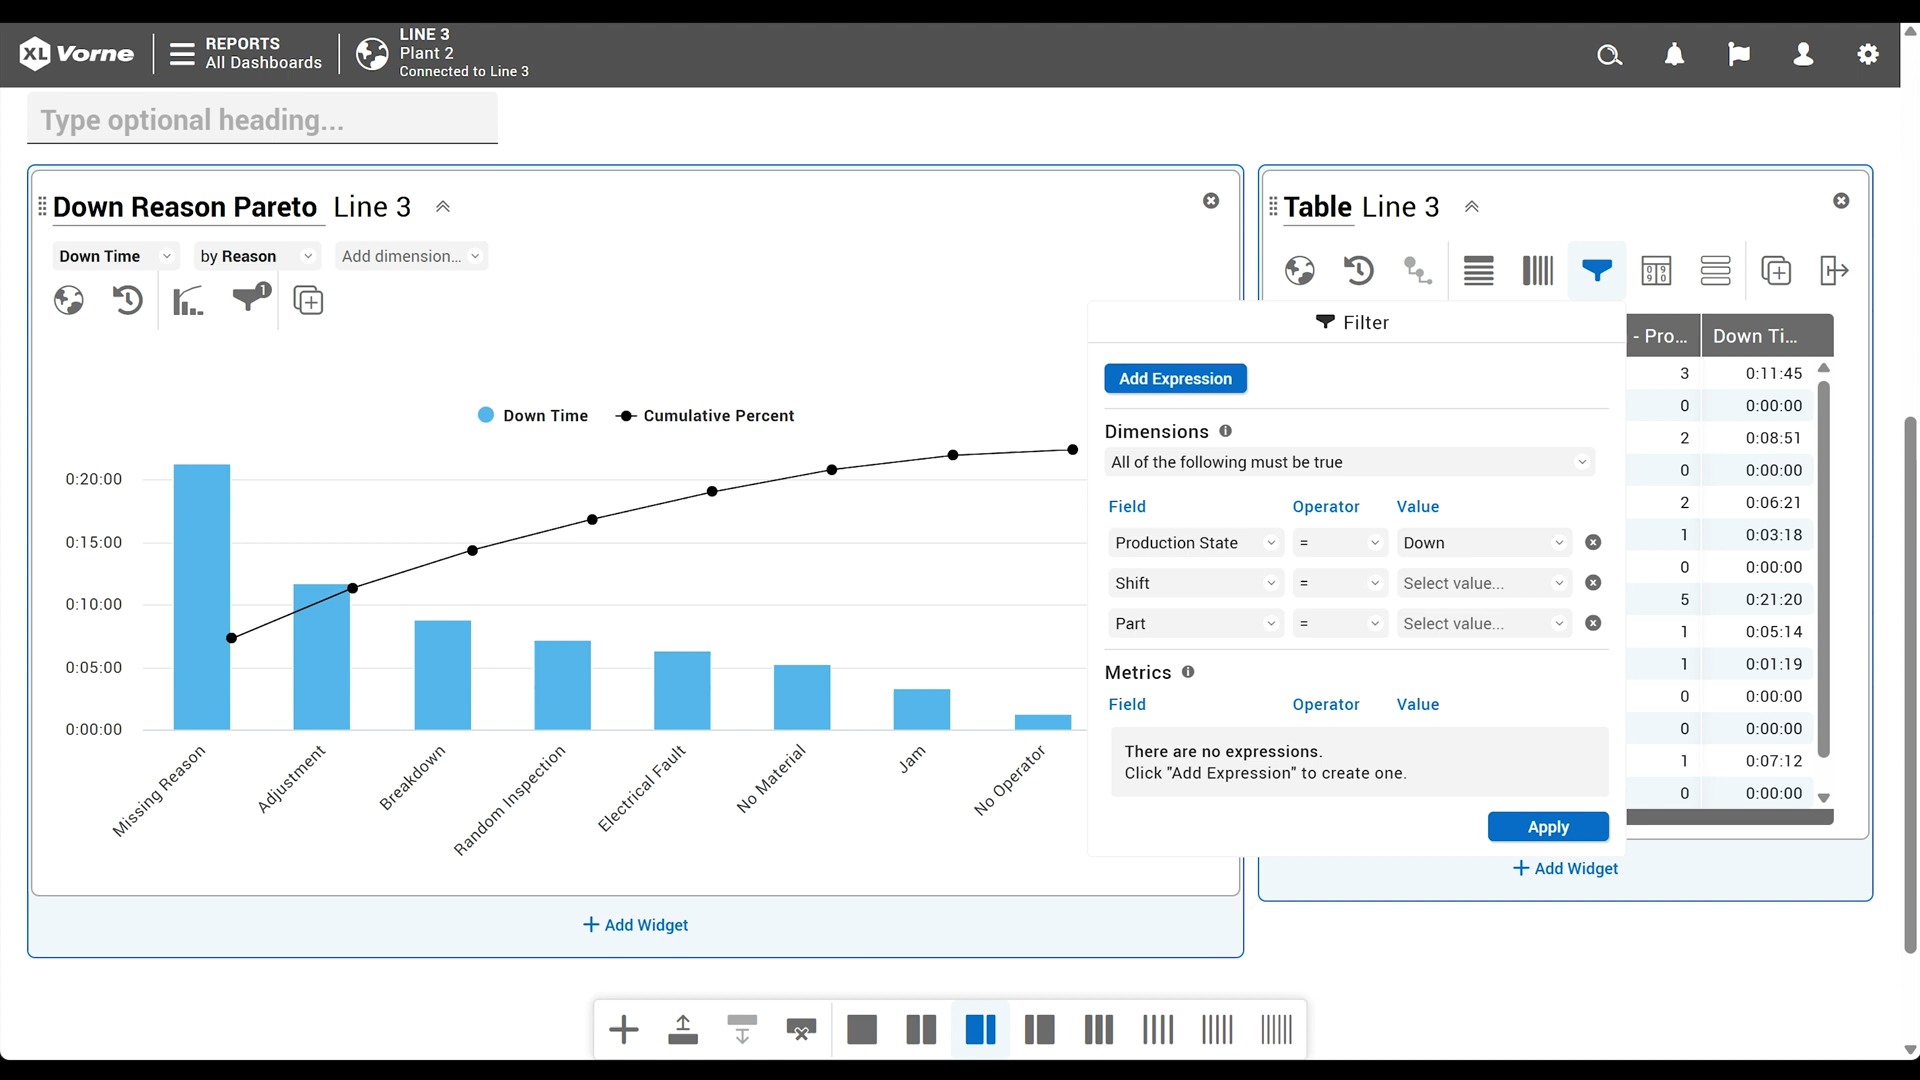 XL Vorne
REPORTS
All Dashboards
LINE 3
Plant 2
Connected to Line 3
Type optional heading...
Down Reason Pareto Line 3
Down Time
by Reason
Add dimension...
1
Down Time
Cumulative Percent
0:20:00
0:15:00
0:10:00
0:05:00
0:00:00
Missing Reason
Adjustment
Breakdown
Random Inspection
Electrical Fault
No Material
Jam
No Operator
+ Add Widget
Table Line 3
Filter
Add Expression
Dimensions
All of the following must be true
Field Operator Value
Production State = Down
Shift = Select value...
Part = Select value...
Metrics
Field Operator Value
There are no expressions.
Click "Add Expression" to create one.
Apply
- Pro... Down Ti...
3 0:11:45
0 0:00:00
2 0:08:51
0 0:00:00
2 0:06:21
1 0:03:18
0 0:00:00
5 0:21:20
1 0:05:14
1 0:01:19
0 0:00:00
0 0:00:00
1 0:07:12
0 0:00:00
+ Add Widget